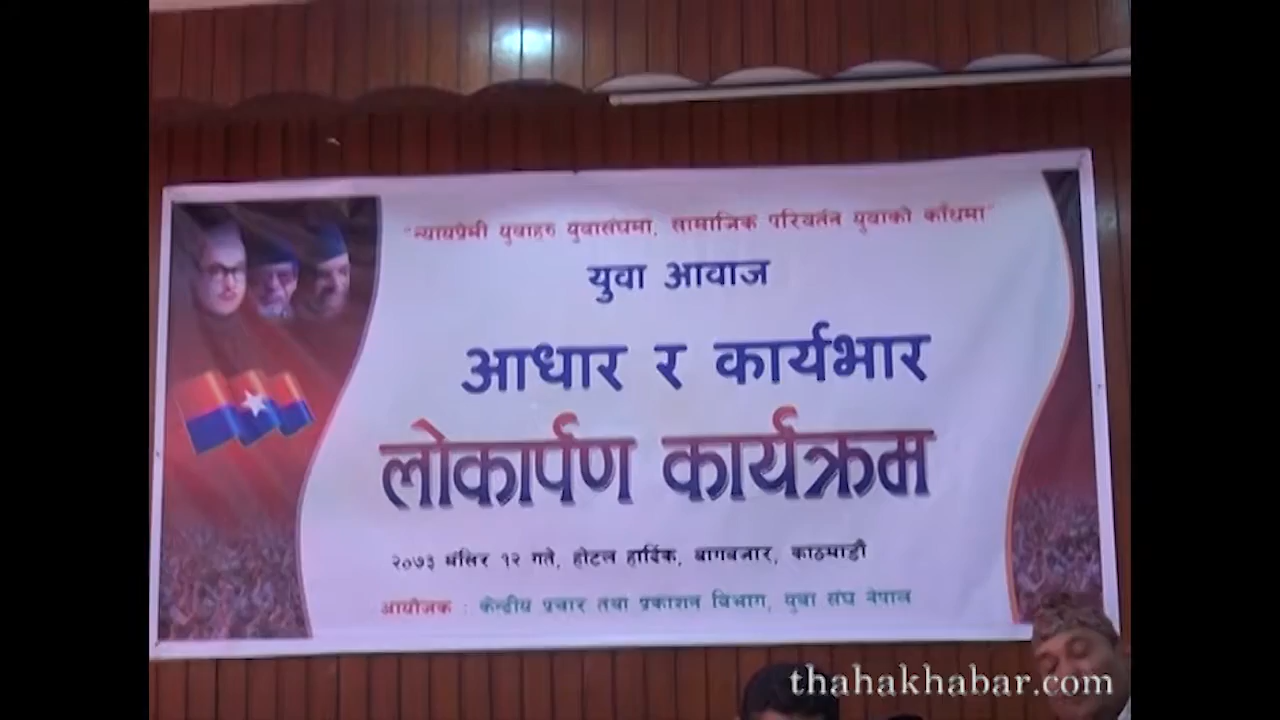 "न्यायप्रेमी युवाहरु युवासंघमा, सामाजिक परिवर्तन युवाको काँधमा"
युवा आवाज
आधार र कार्यभार
लोकार्पण कार्यक्रम
२०७३ मंसिर १२ गते, होटल हार्दिक, बागबजार, काठमाडौं
आयोजक : केन्द्रीय प्रचार तथा प्रकाशन विभाग, युवा संघ नेपाल
thahakhabar.com